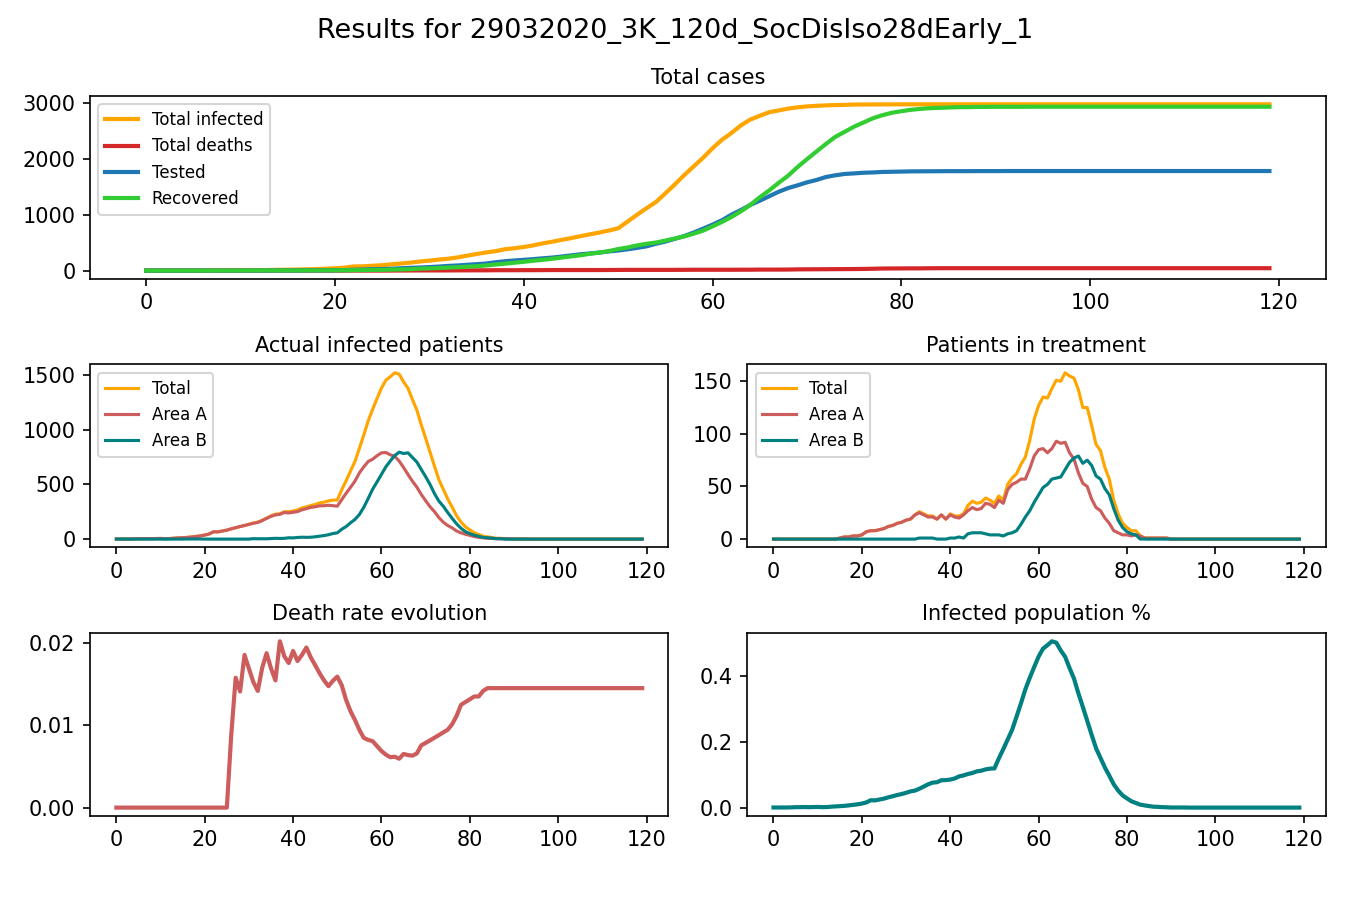 Results for 29032020_3K_120d_SocDisIso28dEarly_1
Total cases
3000
2000
1000
0
Total infected
Total deaths
Tested
Recovered
0 20 40 60 80 100 120
Actual infected patients
1500
1000
500
0
Total
Area A
Area B
0 20 40 60 80 100 120
Patients in treatment
150
100
50
0
Total
Area A
Area B
0 20 40 60 80 100 120
Death rate evolution
0.02
0.01
0.00
0 20 40 60 80 100 120
Infected population %
0.4
0.2
0.0
0 20 40 60 80 100 120